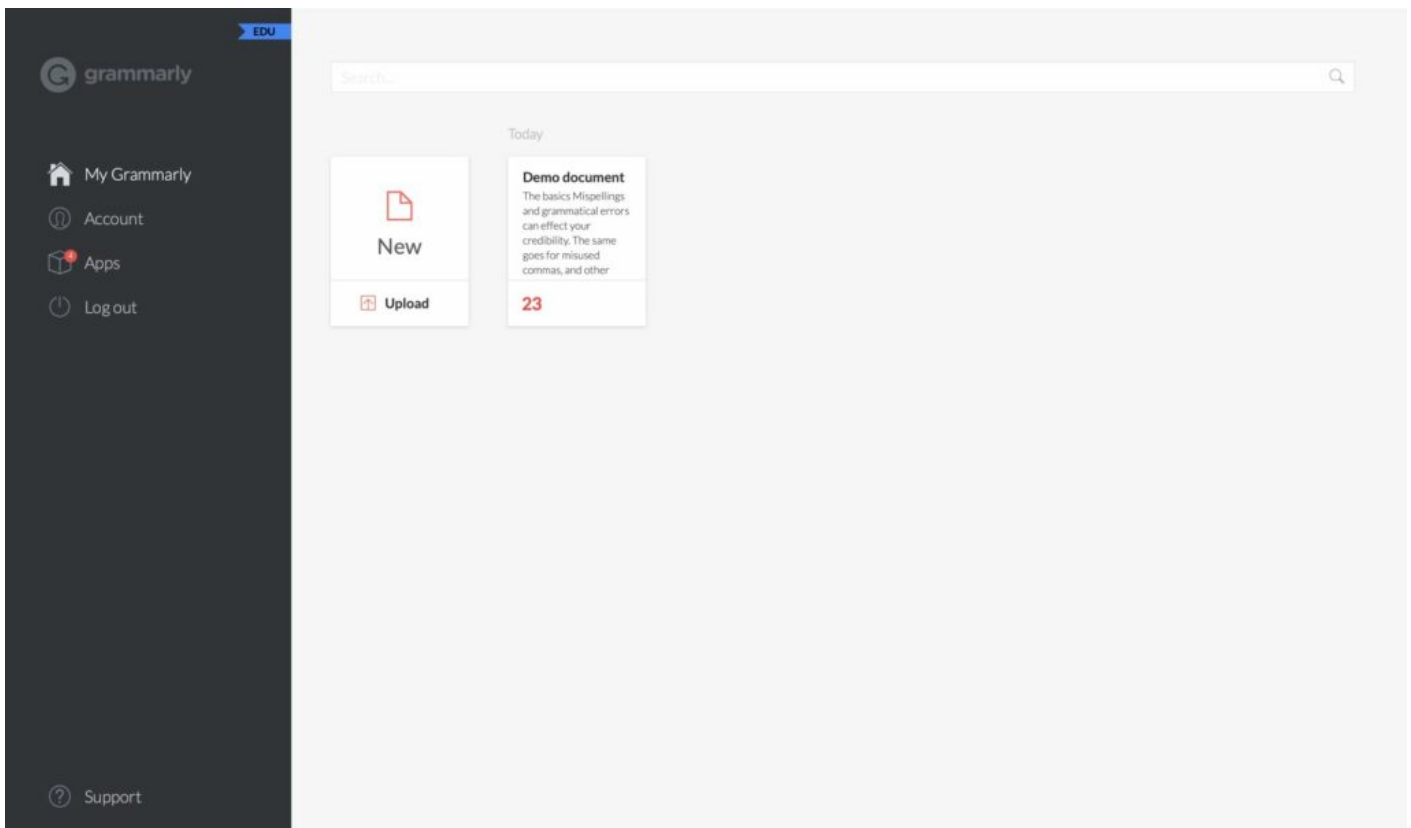 EDU
grammarly
My Grammarly
Account
4
Apps
Log out
Support
Search...
Today
New
Upload
Demo document
The basics Mispellings
and grammatical errors
can effect your
credibility. The same
goes for misused
commas, and other
23